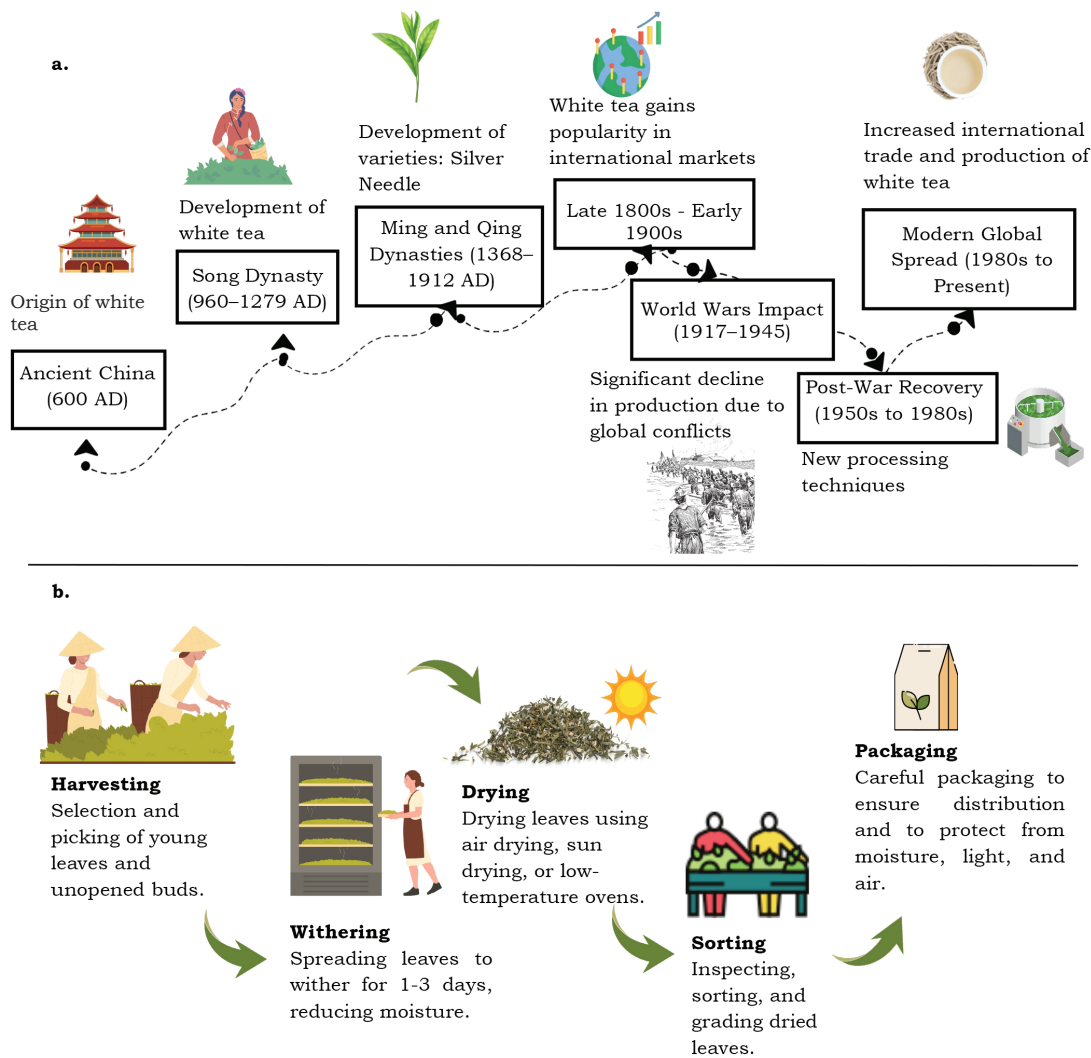 a.
Origin of white
tea
Ancient China
(600 AD)
Development of
white tea
Song Dynasty
(960–1279 AD)
Development of
varieties: Silver
Needle
Ming and Qing
Dynasties (1368–
1912 AD)
White tea gains
popularity in
international markets
Late 1800s - Early
1900s
World Wars Impact
(1917–1945)
Significant decline
in production due to
global conflicts
Post-War Recovery
(1950s to 1980s)
New processing
techniques
Increased international
trade and production of
white tea
Modern Global
Spread (1980s to
Present)
b.
Harvesting
Selection and
picking of young
leaves and
unopened buds.
Withering
Spreading leaves to
wither for 1-3 days,
reducing moisture.
Drying
Drying leaves using
air drying, sun
drying, or low-
temperature ovens.
Sorting
Inspecting,
sorting, and
grading dried
leaves.
Packaging
Careful packaging to
ensure distribution
and to protect from
moisture, light, and
air.